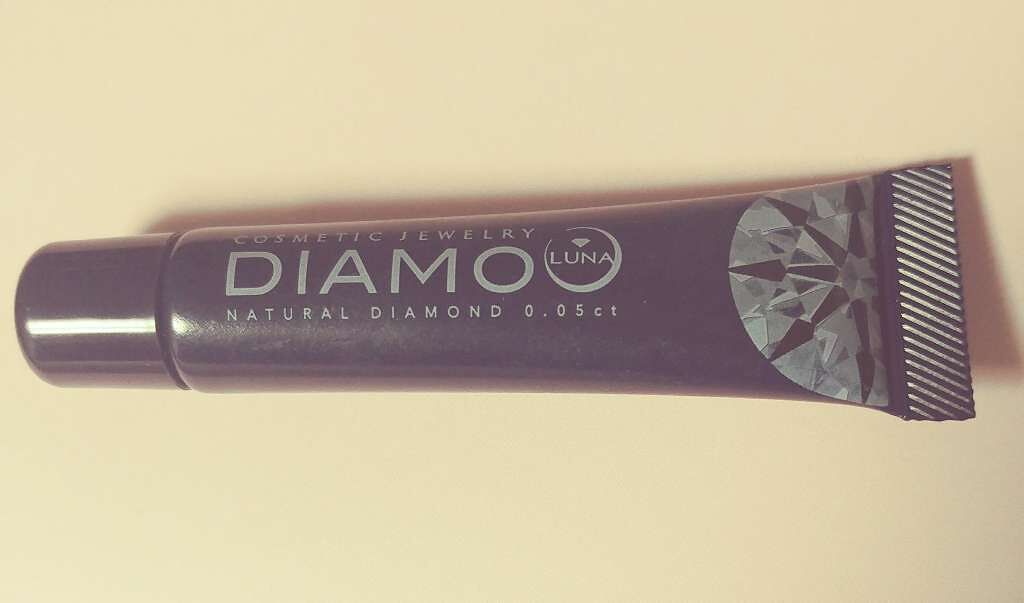 COSMETIC JEWELRY
DIAMO
LUNA
NATURAL DIAMOND 0.05ct